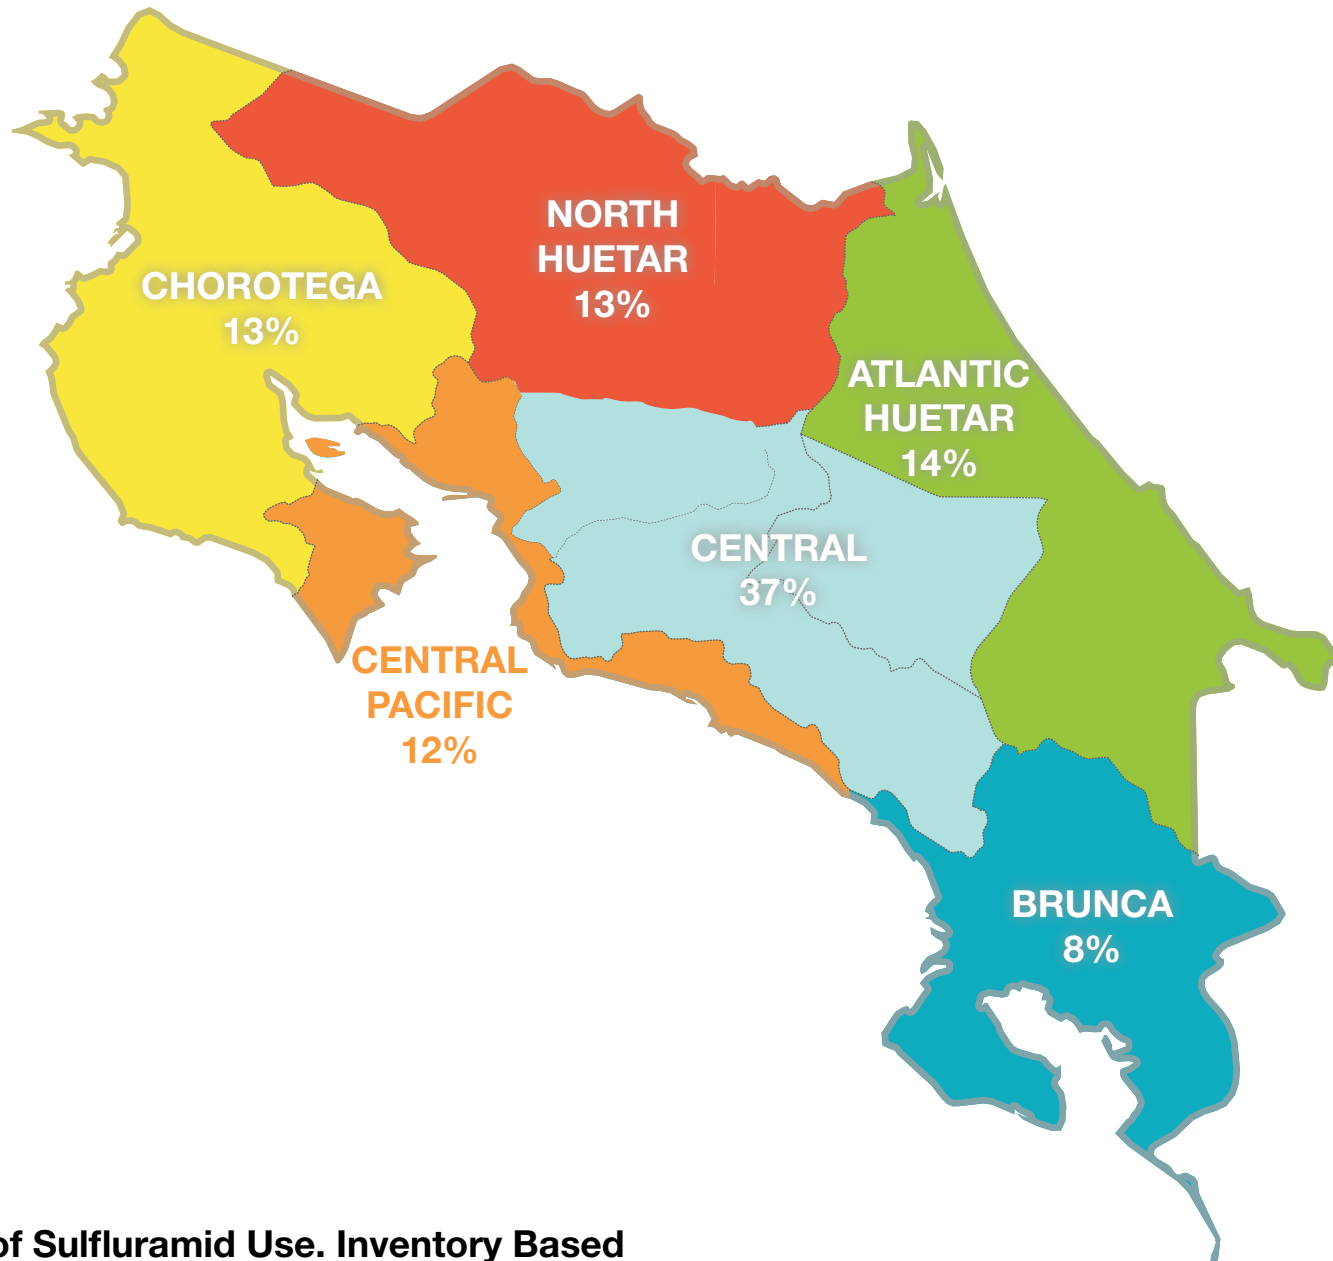 NORTH
HUETAR
13%
CHOROTEGA
13%
ATLANTIC
HUETAR
14%
CENTRAL
37%
CENTRAL
PACIFIC
12%
BRUNCA
8%
of Sulfluramid Use. Inventory Based